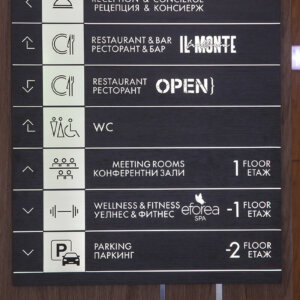 RECEPTION & CONCIERGE
РЕЦЕПЦИЯ & КОНСИЕРЖ
RESTAURANT & BAR
РЕСТОРАНТ & БАР
IL MONTE
RESTAURANT
РЕСТОРАНТ
OPEN}
WC
MEETING ROOMS
КОНФЕРЕНТНИ ЗАЛИ
1 FLOOR
ЕТАЖ
WELLNESS & FITNESS
УЕЛНЕС & ФИТНЕС
eforea
SPA
-1 FLOOR
ЕТАЖ
P
PARKING
ПАРКИНГ
-2 FLOOR
ЕТАЖ